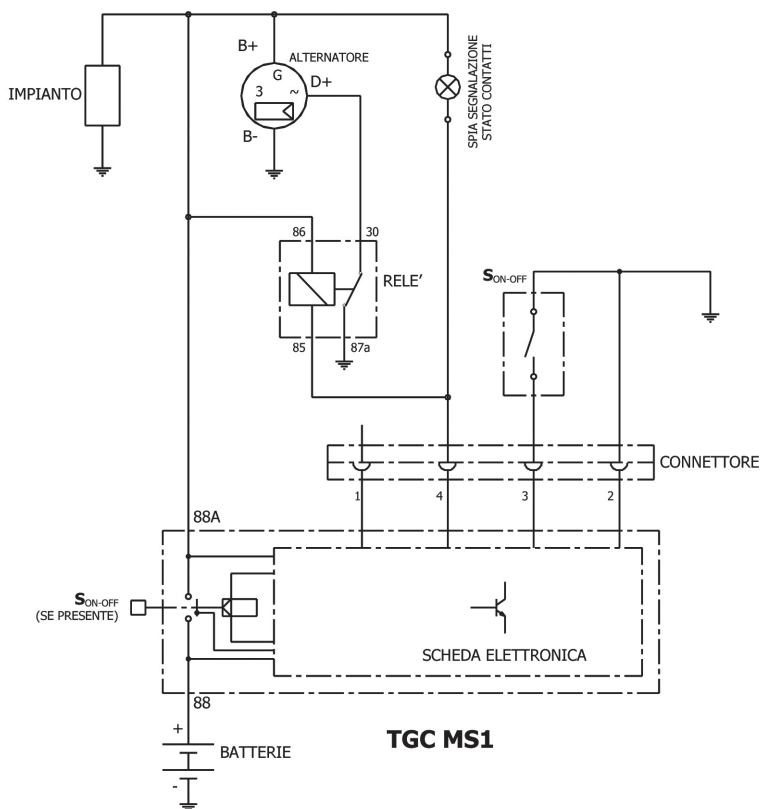 B+
ALTERNATORE
G
D+
3 ~
B-
IMPIANTO
SPIA SEGNALAZIONE
STATO CONTATTI
86
30
RELE'
85
87a
SON-OFF
CONNETTORE
1
4
3
2
88A
SON-OFF
(SE PRESENTE)
SCHEDA ELETTRONICA
88
+
BATTERIE
-
TGC MS1